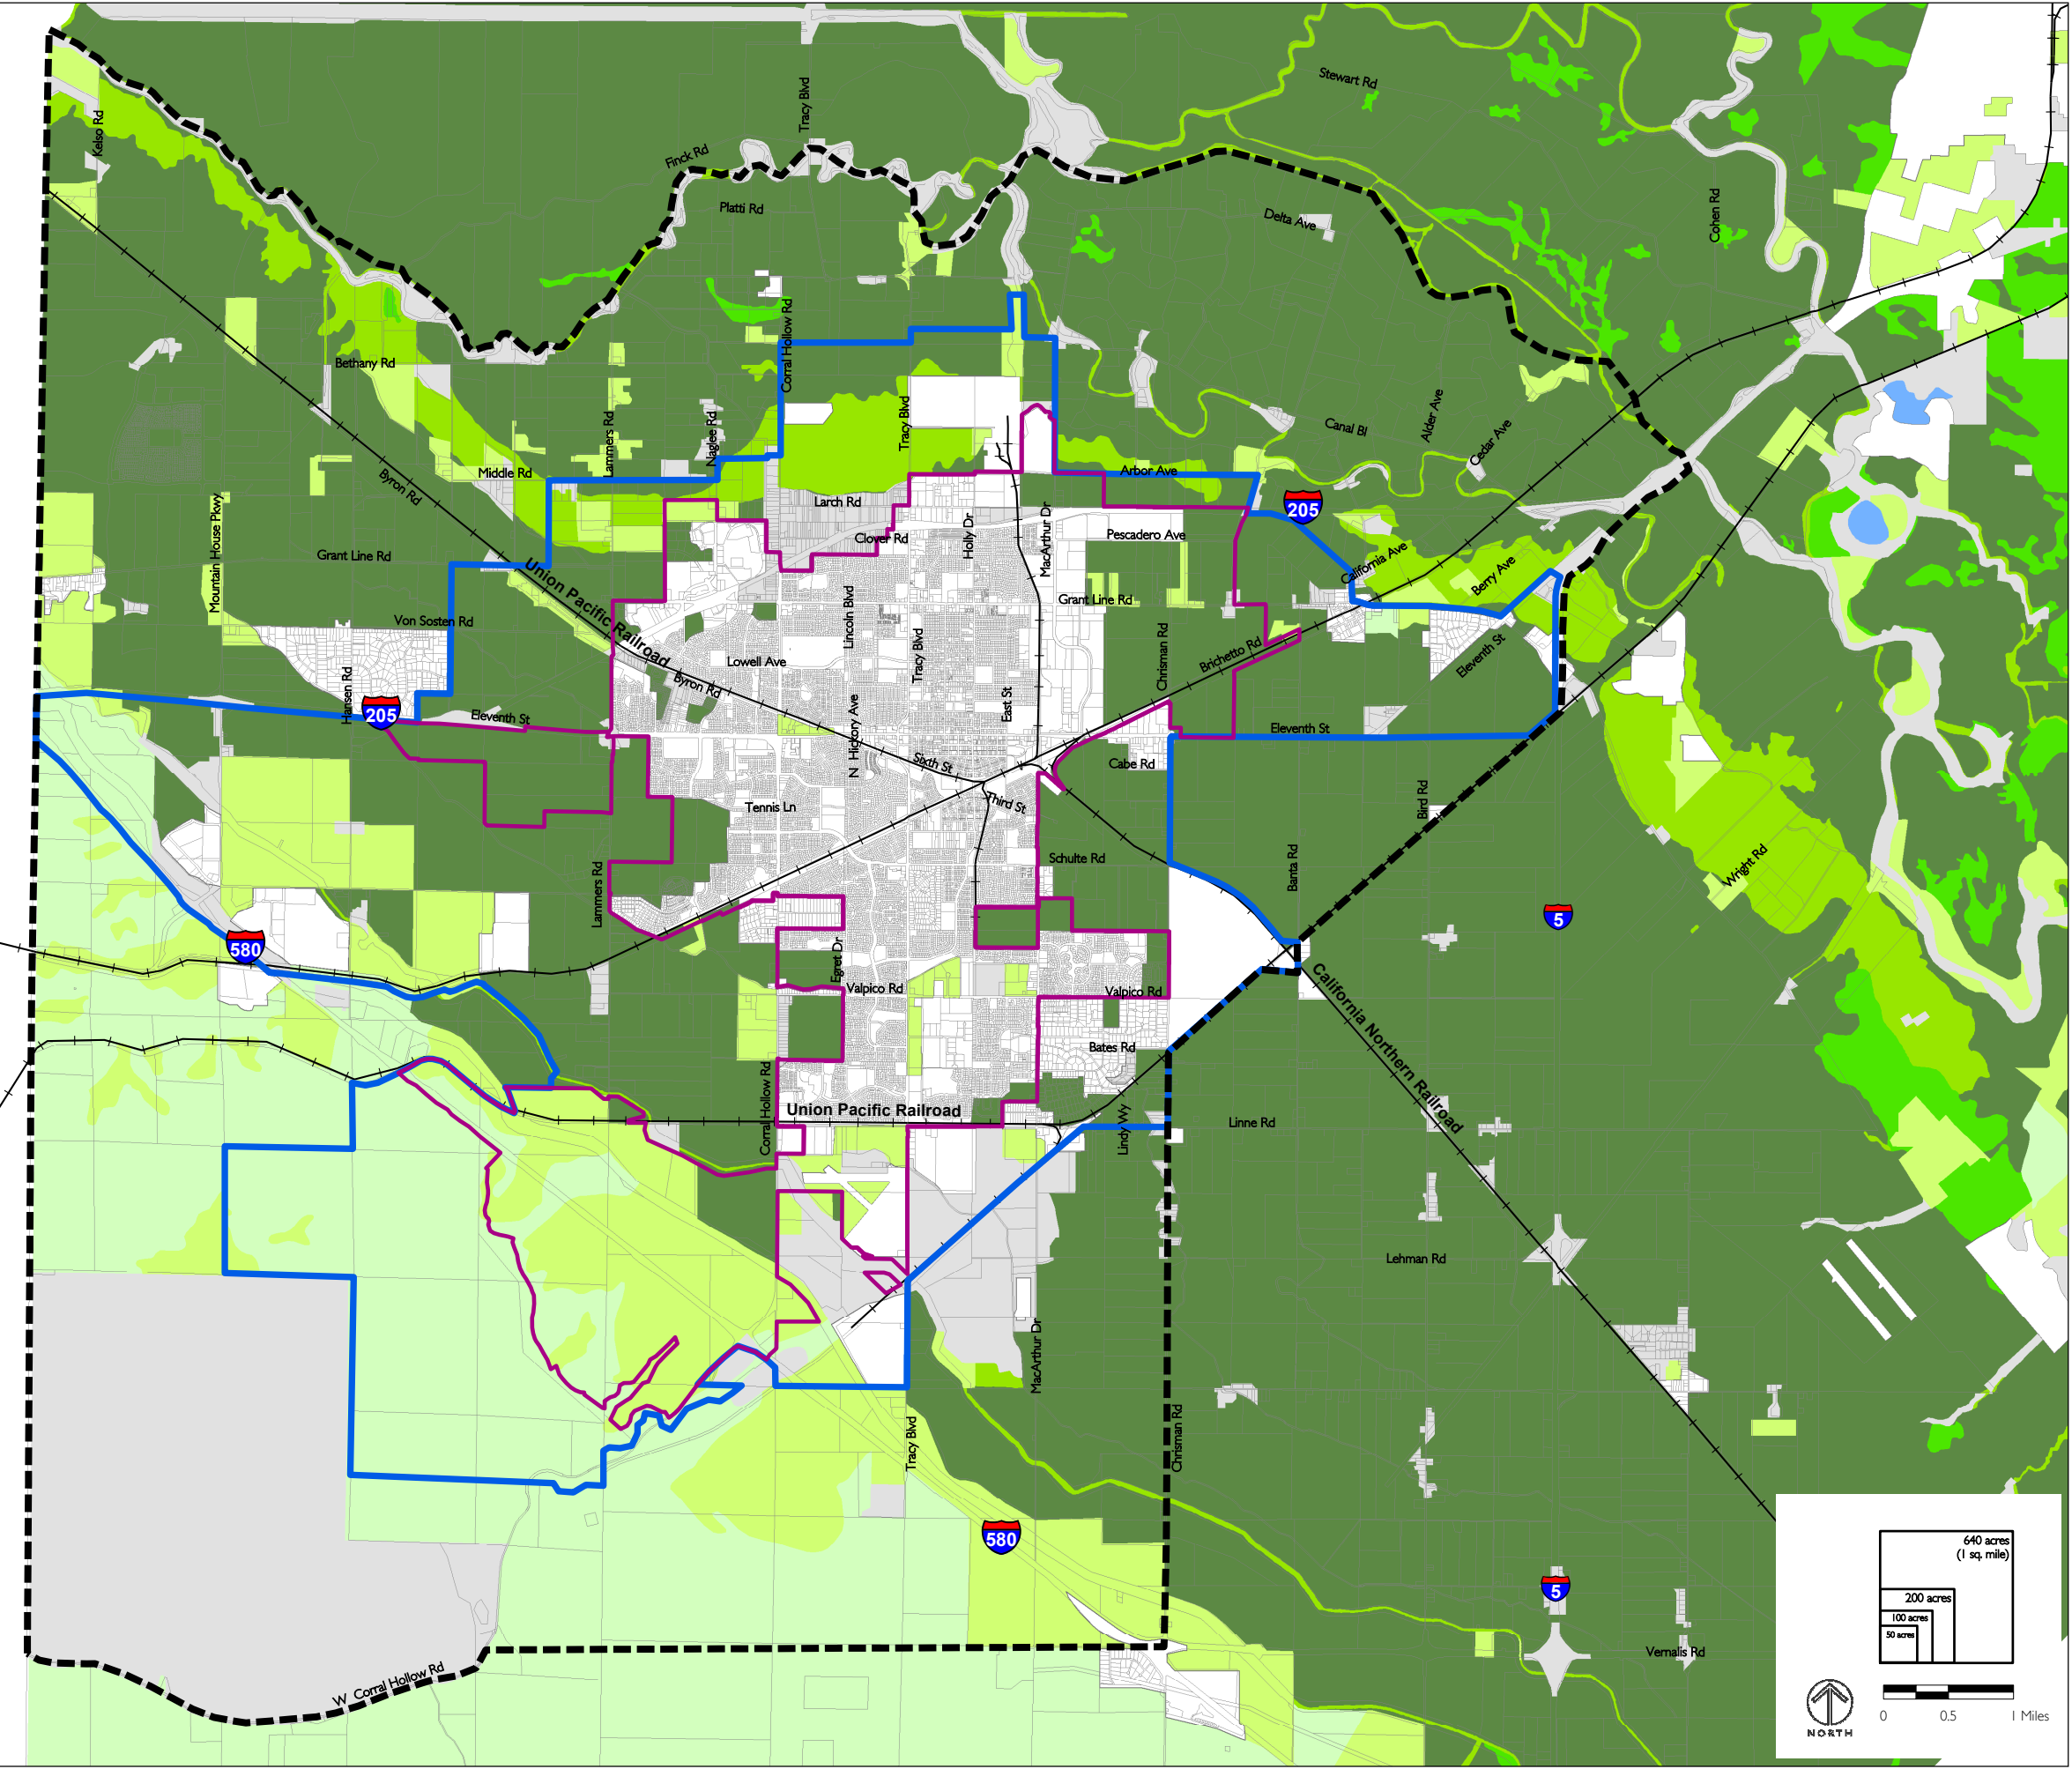 Stewart Rd
Tracy Blvd
Kelso Rd
Finck Rd
Platti Rd
Delta Ave
Cohen Rd
Corral Hollow Rd
Bethany Rd
Tracy Blvd
Lammers Rd
Naglee Rd
Canal Bl
Alder Ave
Cedar Ave
Middle Rd
Byron Rd
Arbor Ave
Larch Rd
205
Mountain House Pkwy
Clover Rd
Holly Dr
MacArthur Dr
Pescadero Ave
Grant Line Rd
Union Pacific Railroad
California Ave
Berry Ave
Grant Line Rd
Von Sosten Rd
Lincoln Blvd
Tracy Blvd
Lowell Ave
Byron Rd
Chrisman Rd
Brichetto Rd
Eleventh St
Hansen Rd
205
Eleventh St
N Hickory Ave
East St
Eleventh St
Sixth St
Cabe Rd
Tennis Ln
Third St
Bird Rd
Schulte Rd
Banta Rd
Wright Rd
Lammers Rd
5
580
Egret Dr
Valpico Rd
Valpico Rd
California Northern Railroad
Bates Rd
Corral Hollow Rd
Union Pacific Railroad
Lindy Wy
Linne Rd
Lehman Rd
MacArthur Dr
Tracy Blvd
Chrisman Rd
580
5
Vernalis Rd
W Corral Hollow Rd
640 acres
(1 sq. mile)
200 acres
100 acres
50 acres
NORTH
0 0.5 1 Miles